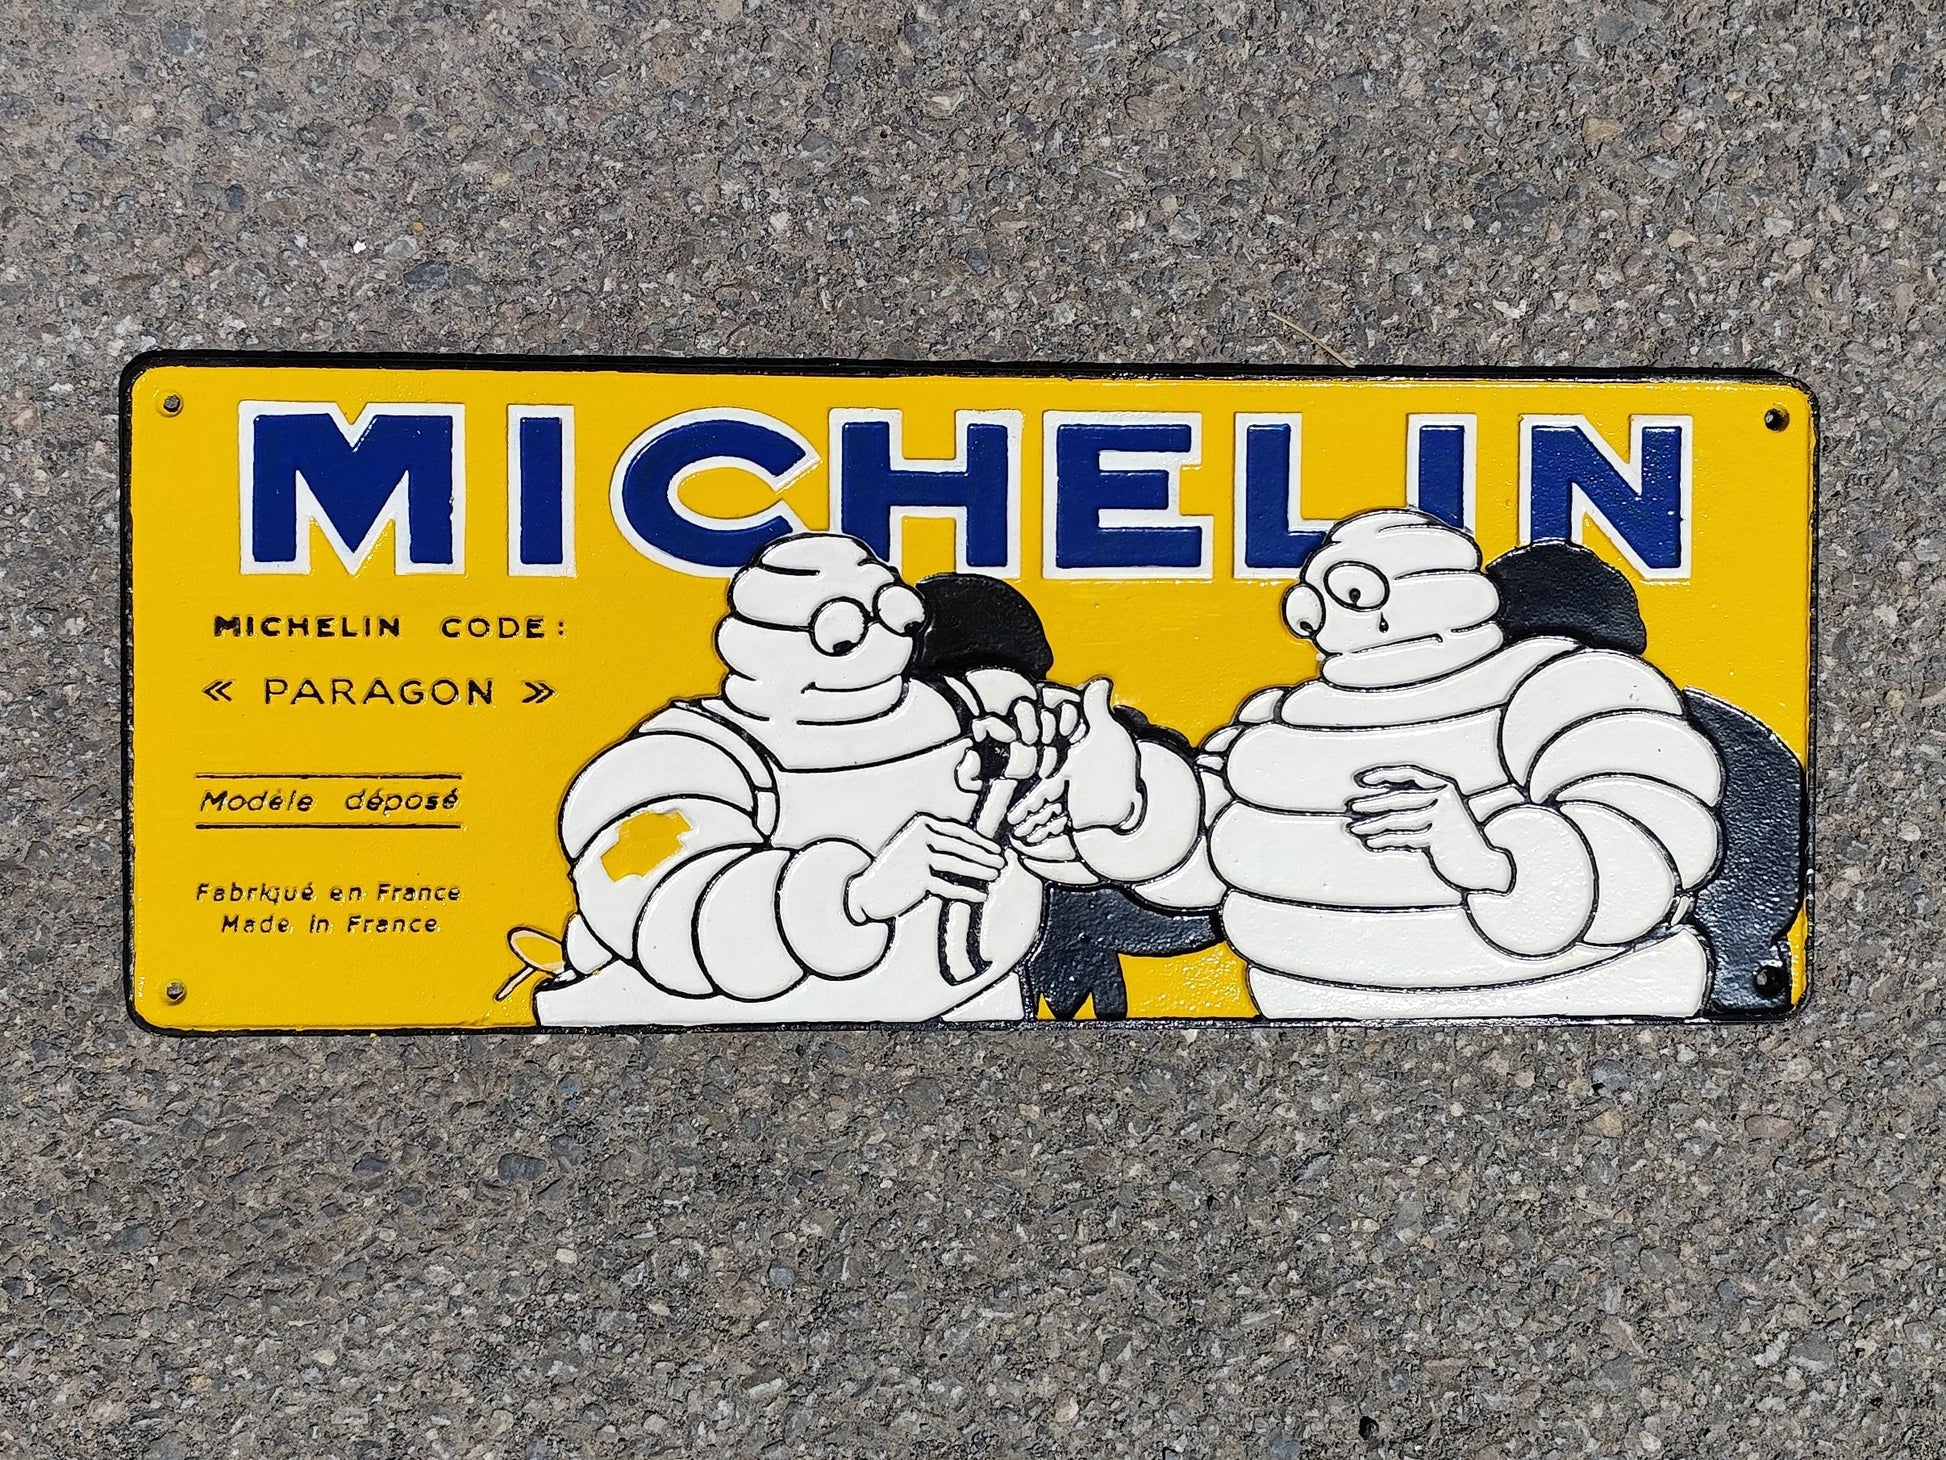 MICHELIN
MICHELIN CODE:
« PARAGON »
Modèle déposé
Fabriqué en France
Made in France